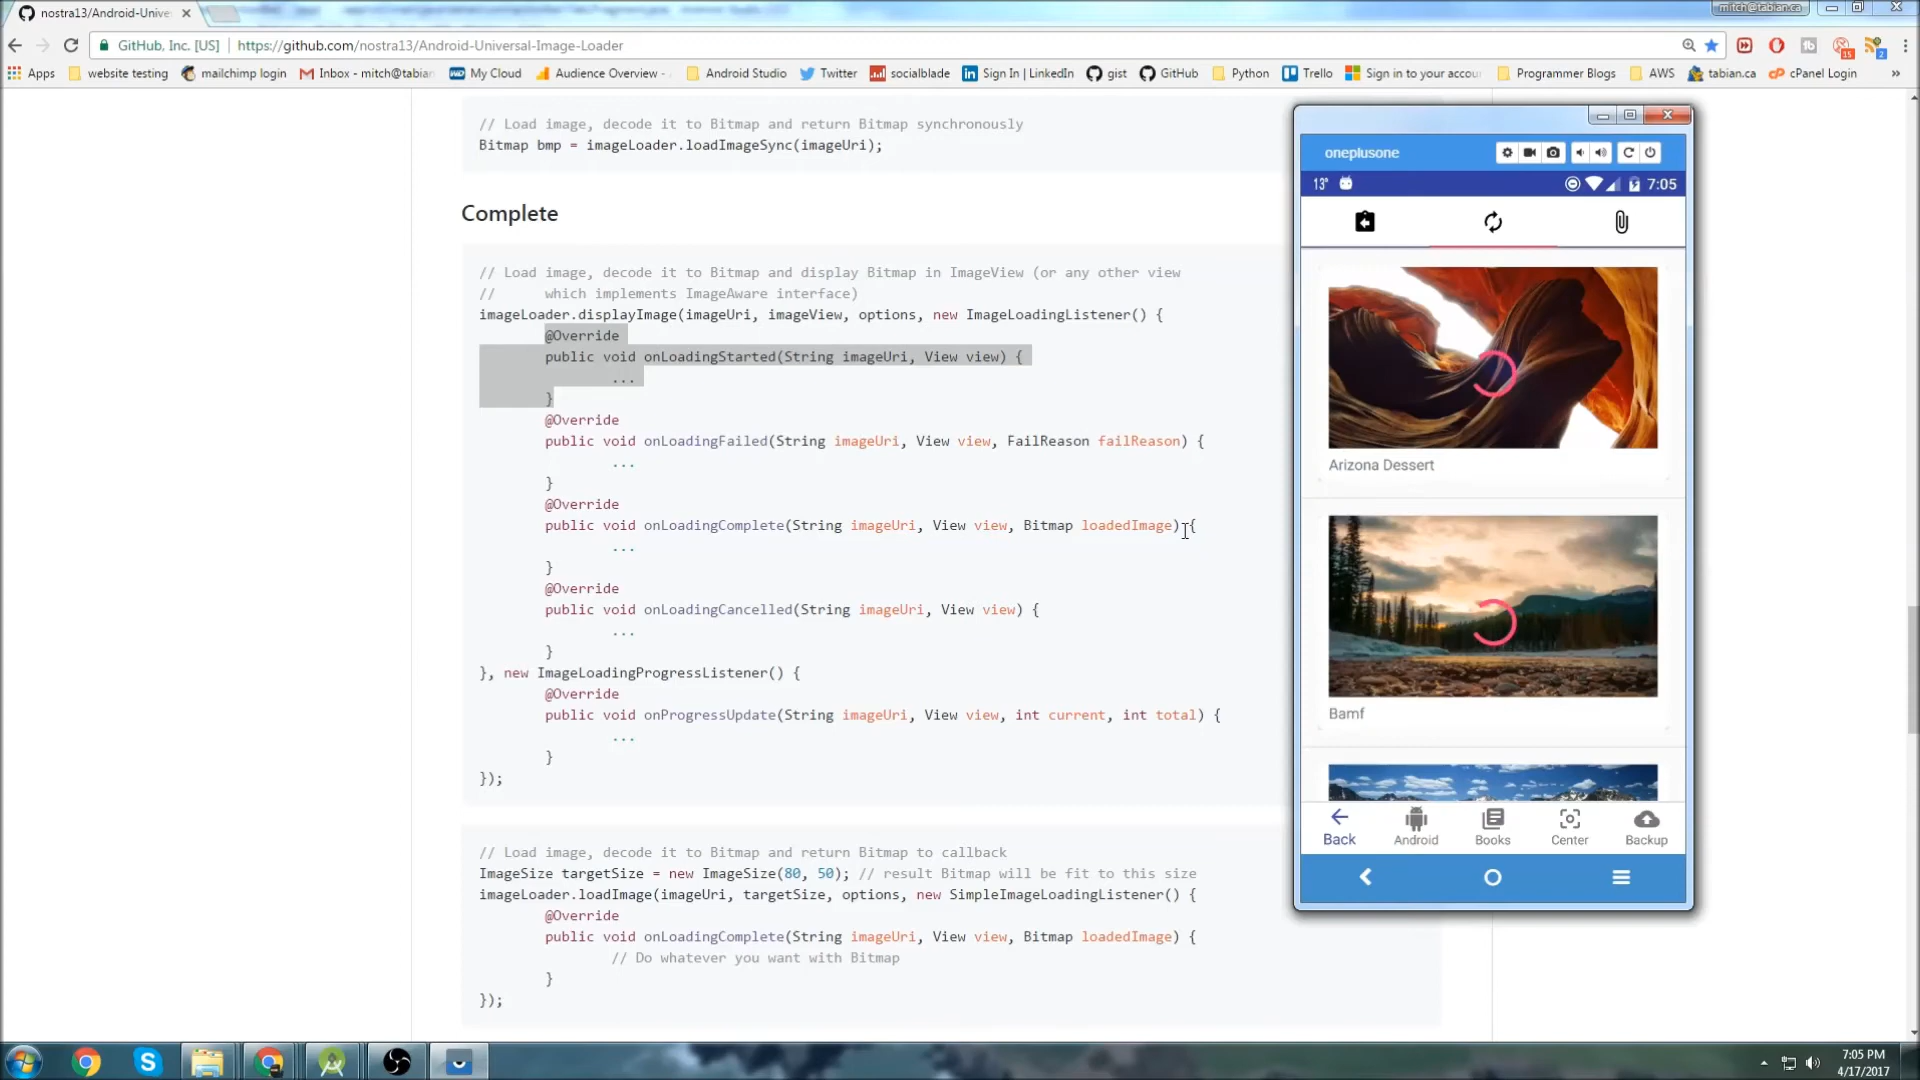 nostra13/Android-Unive
mitch@tabian.ca
GitHub, Inc. [US]
https://github.com/nostra13/Android-Universal-Image-Loader
15
2
Apps
website testing
mailchimp login
Inbox - mitch@tabian
My Cloud
Audience Overview -
Android Studio
Twitter
socialblade
Sign In | LinkedIn
gist
GitHub
Python
Trello
Sign in to your accou
Programmer Blogs
AWS
tabian.ca
cPanel Login
»
// Load image, decode it to Bitmap and return Bitmap synchronously
Bitmap bmp = imageLoader.loadImageSync(imageUri);
Complete
// Load image, decode it to Bitmap and display Bitmap in ImageView (or any other view
//      which implements ImageAware interface)
imageLoader.displayImage(imageUri, imageView, options, new ImageLoadingListener() {
@Override
public void onLoadingStarted(String imageUri, View view) {
...
}
@Override
public void onLoadingFailed(String imageUri, View view, FailReason failReason) {
...
}
@Override
public void onLoadingComplete(String imageUri, View view, Bitmap loadedImage) {
...
}
@Override
public void onLoadingCancelled(String imageUri, View view) {
...
}
}, new ImageLoadingProgressListener() {
@Override
public void onProgressUpdate(String imageUri, View view, int current, int total) {
...
}
});
// Load image, decode it to Bitmap and return Bitmap to callback
ImageSize targetSize = new ImageSize(80, 50); // result Bitmap will be fit to this size
imageLoader.loadImage(imageUri, targetSize, options, new SimpleImageLoadingListener() {
@Override
public void onLoadingComplete(String imageUri, View view, Bitmap loadedImage) {
// Do whatever you want with Bitmap
}
});
oneplusone
13°
7:05
Arizona Dessert
Bamf
Back
Android
Books
Center
Backup
7:05 PM
4/17/2017